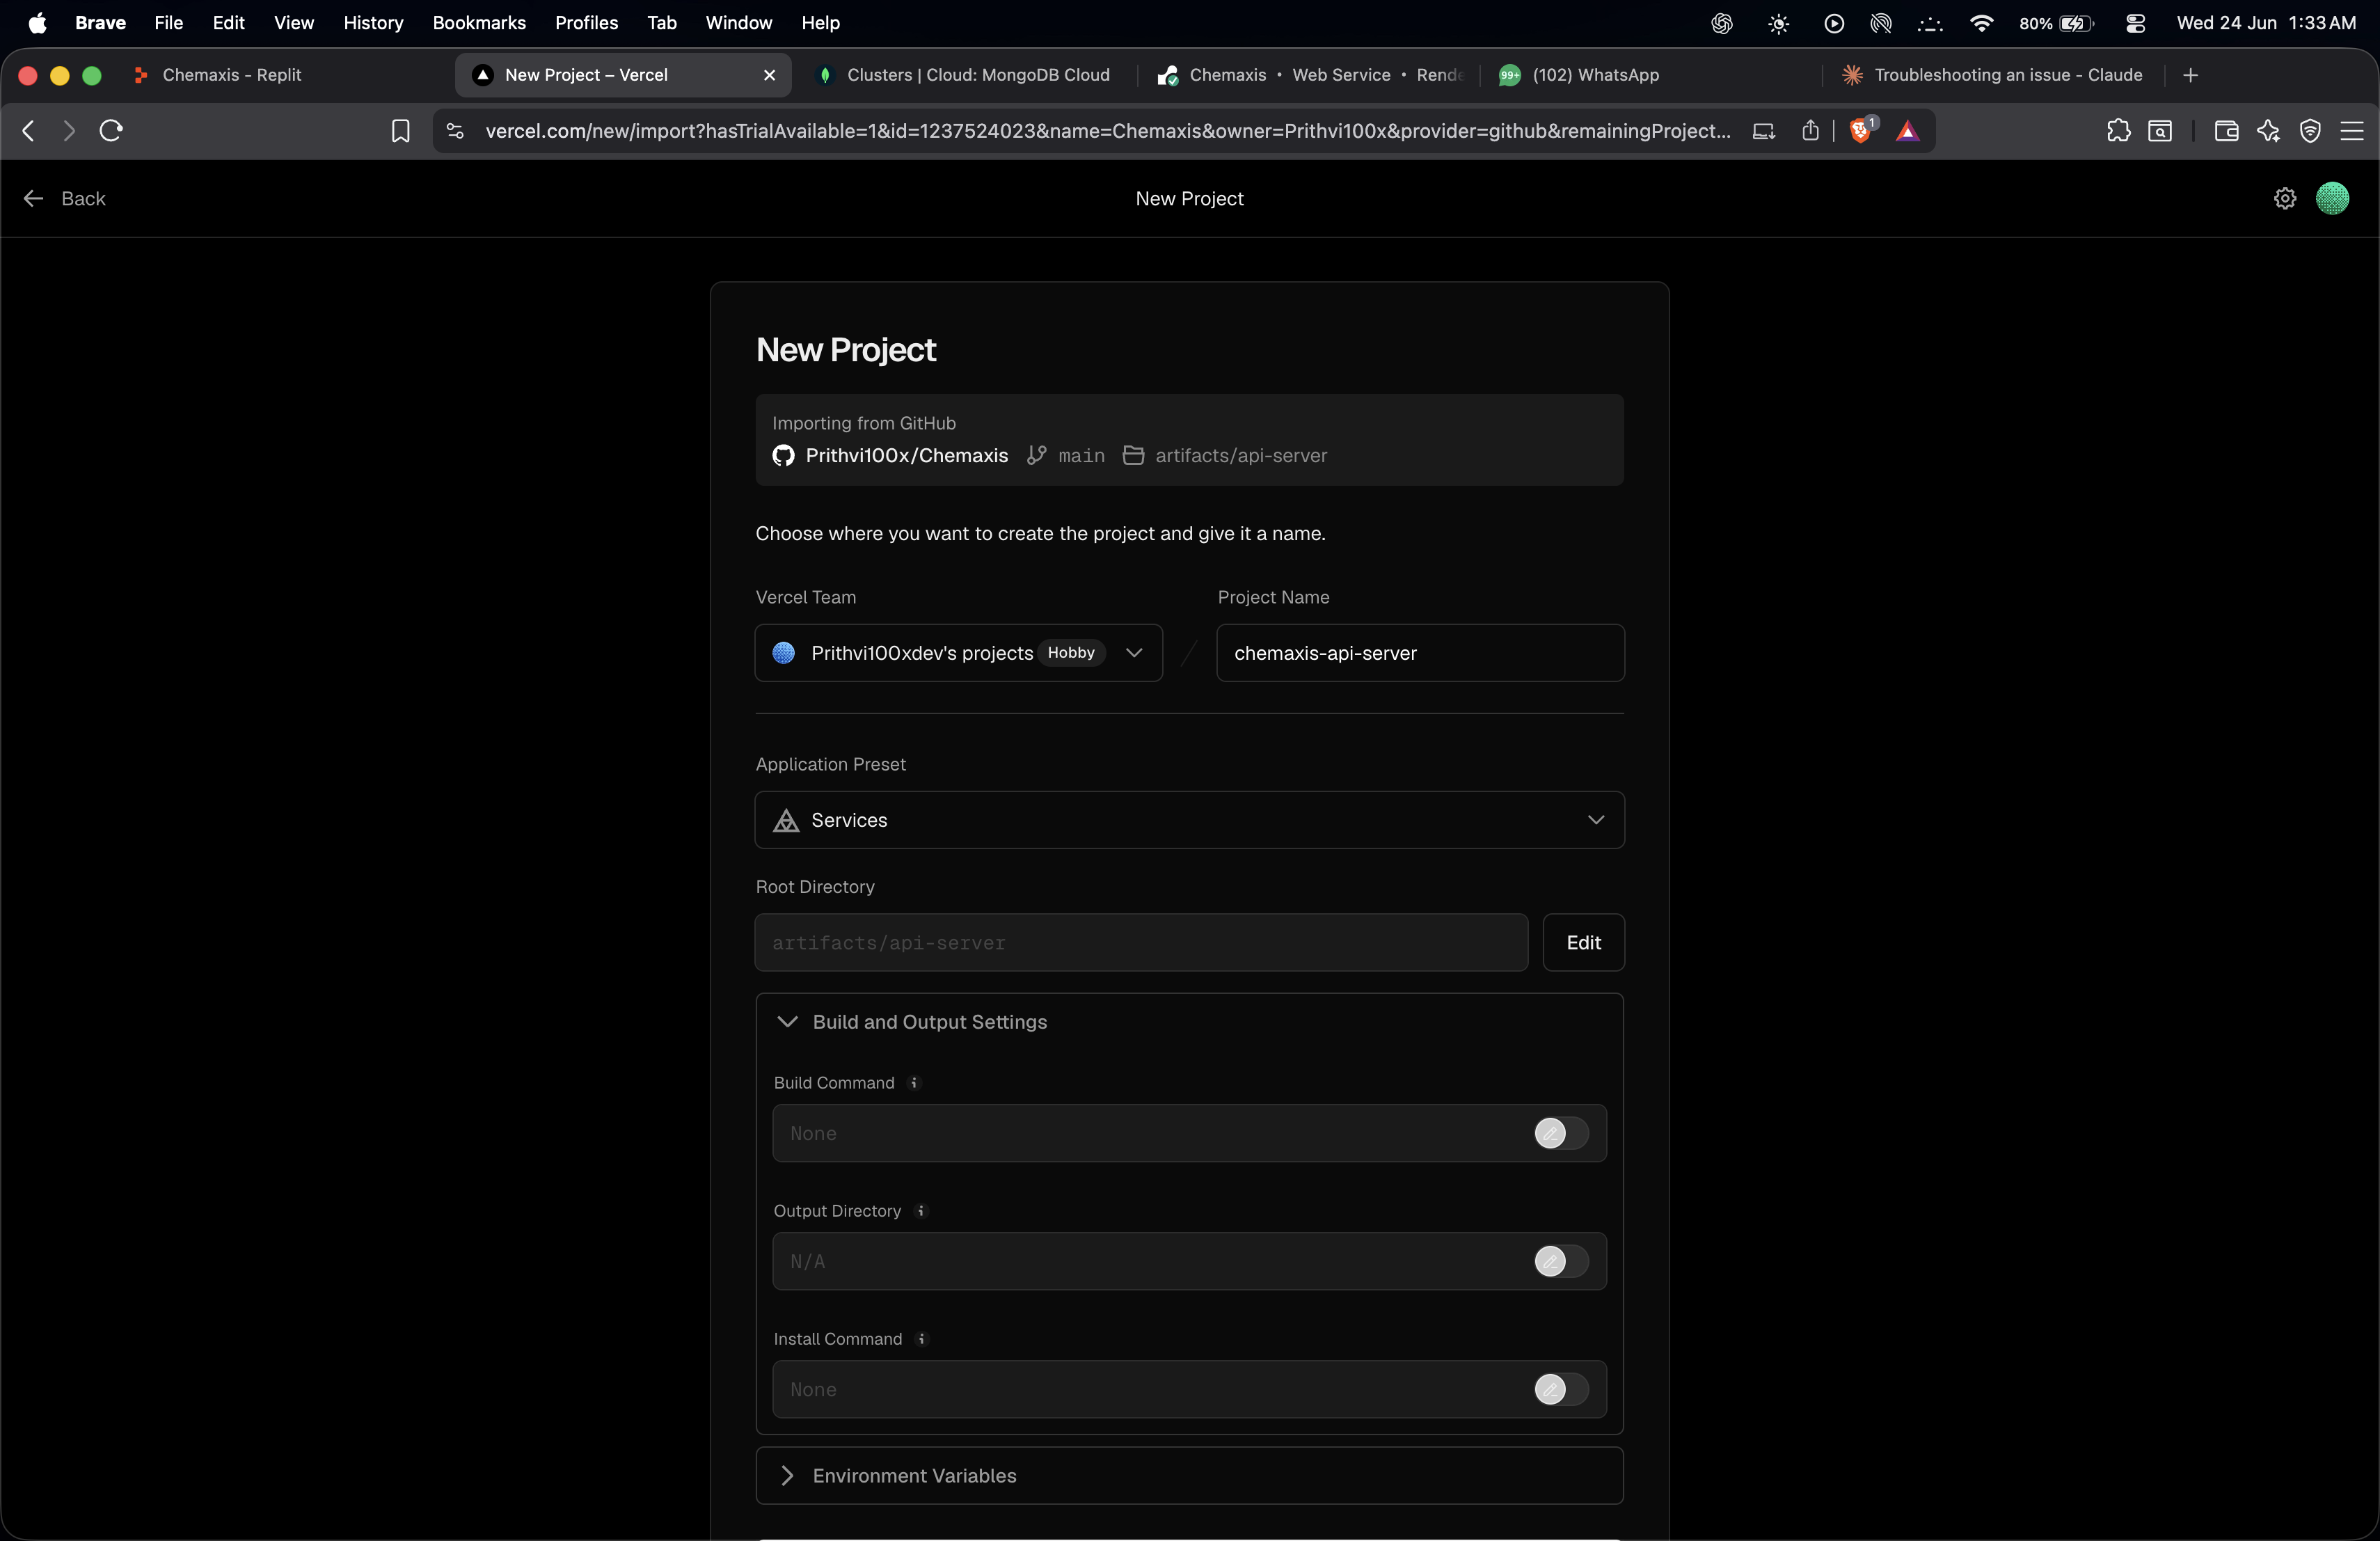 Brave File Edit View History Bookmarks Profiles Tab Window Help 80% Wed 24 Jun 1:33 AM
Chemaxis - Replit New Project – Vercel Clusters | Cloud: MongoDB Cloud Chemaxis • Web Service • Rende 99+ (102) WhatsApp Troubleshooting an issue - Claude
vercel.com/new/import?hasTrialAvailable=1&id=1237524023&name=Chemaxis&owner=Prithvi100x&provider=github&remainingProject... 1
Back New Project
New Project
Importing from GitHub
Prithvi100x/Chemaxis main artifacts/api-server
Choose where you want to create the project and give it a name.
Vercel Team Project Name
Prithvi100xdev's projects Hobby / chemaxis-api-server
Application Preset
Services
Root Directory
artifacts/api-server Edit
Build and Output Settings
Build Command
None
Output Directory
N/A
Install Command
None
Environment Variables